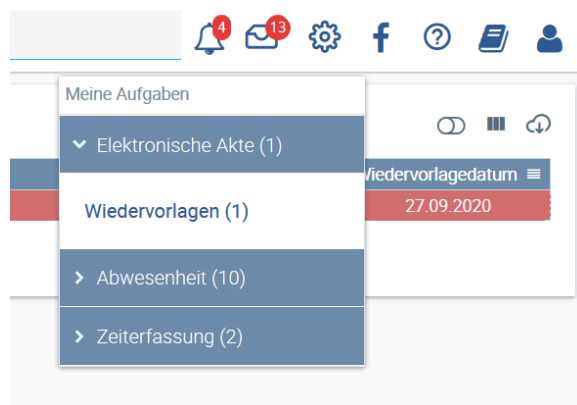 4
13
Meine Aufgaben
Elektronische Akte (1)
Wiedervorlagedatum
Wiedervorlagen (1)
27.09.2020
Abwesenheit (10)
Zeiterfassung (2)